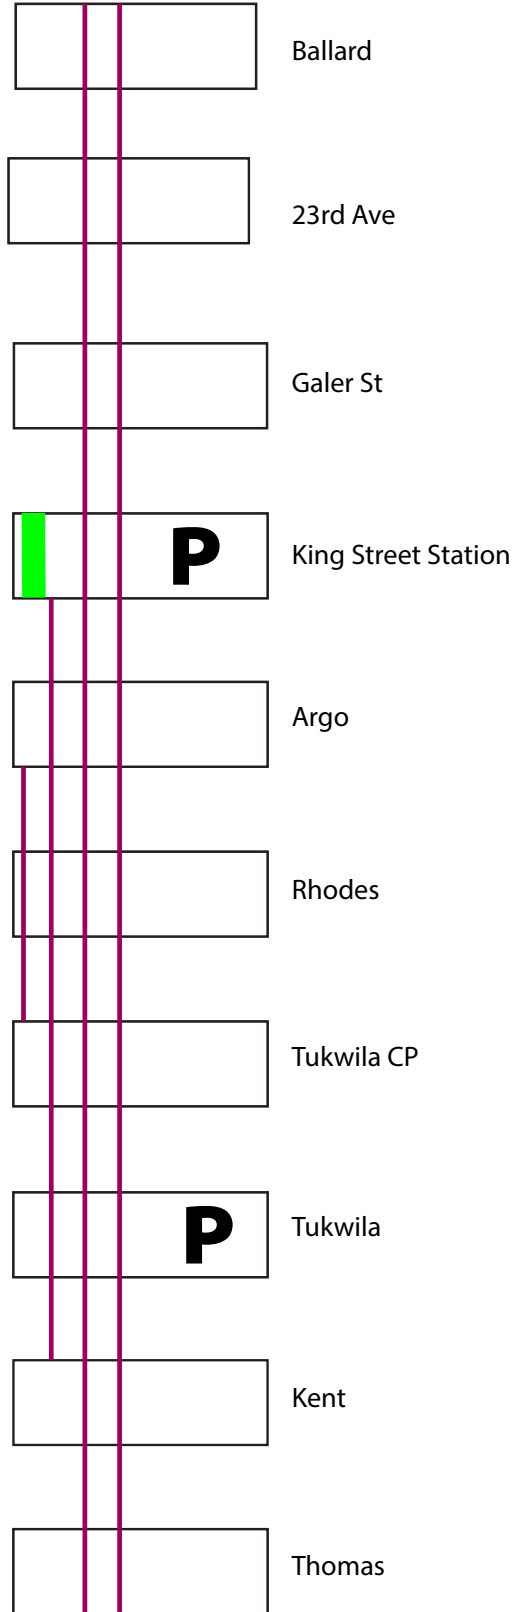 Ballard
23rd Ave
Galer St
P King Street Station
Argo
Rhodes
Tukwila CP
P Tukwila
Kent
Thomas